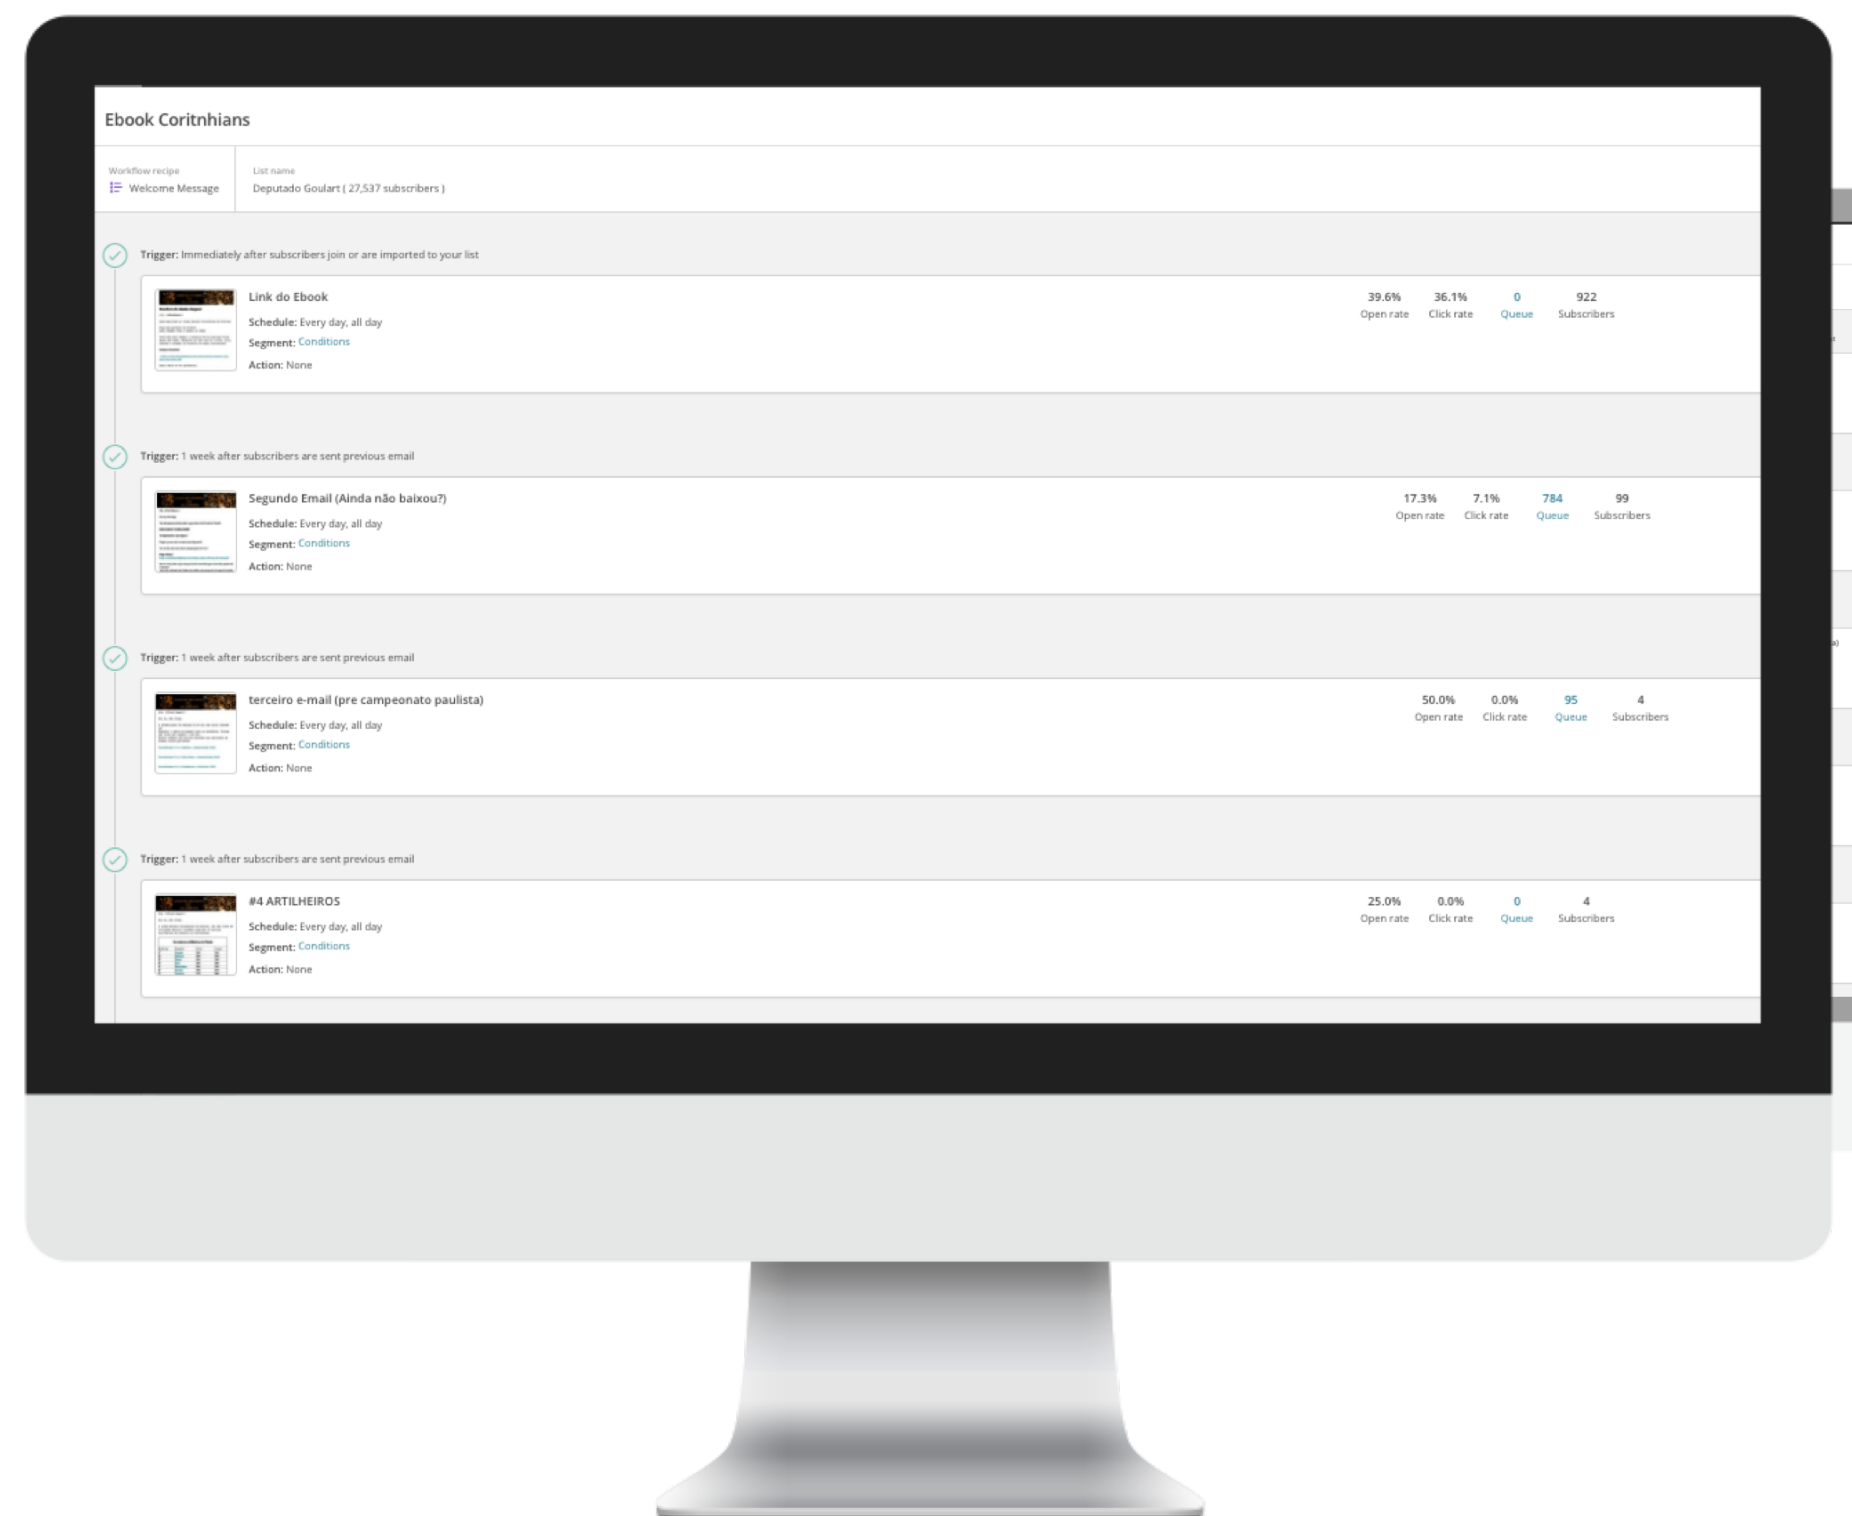 Ebook Coritnhians
Workflow recipe
Welcome Message
List name
Deputado Goulart ( 27,537 subscribers )
Trigger: Immediately after subscribers join or are imported to your list
Link do Ebook
Schedule: Every day, all day
Segment: Conditions
Action: None
39.6% 36.1% 0 922
Open rate Click rate Queue Subscribers
Trigger: 1 week after subscribers are sent previous email
Segundo Email (Ainda não baixou?)
Schedule: Every day, all day
Segment: Conditions
Action: None
17.3% 7.1% 784 99
Open rate Click rate Queue Subscribers
Trigger: 1 week after subscribers are sent previous email
terceiro e-mail (pre campeonato paulista)
Schedule: Every day, all day
Segment: Conditions
Action: None
50.0% 0.0% 95 4
Open rate Click rate Queue Subscribers
Trigger: 1 week after subscribers are sent previous email
#4 ARTILHEIROS
Schedule: Every day, all day
Segment: Conditions
Action: None
25.0% 0.0% 0 4
Open rate Click rate Queue Subscribers